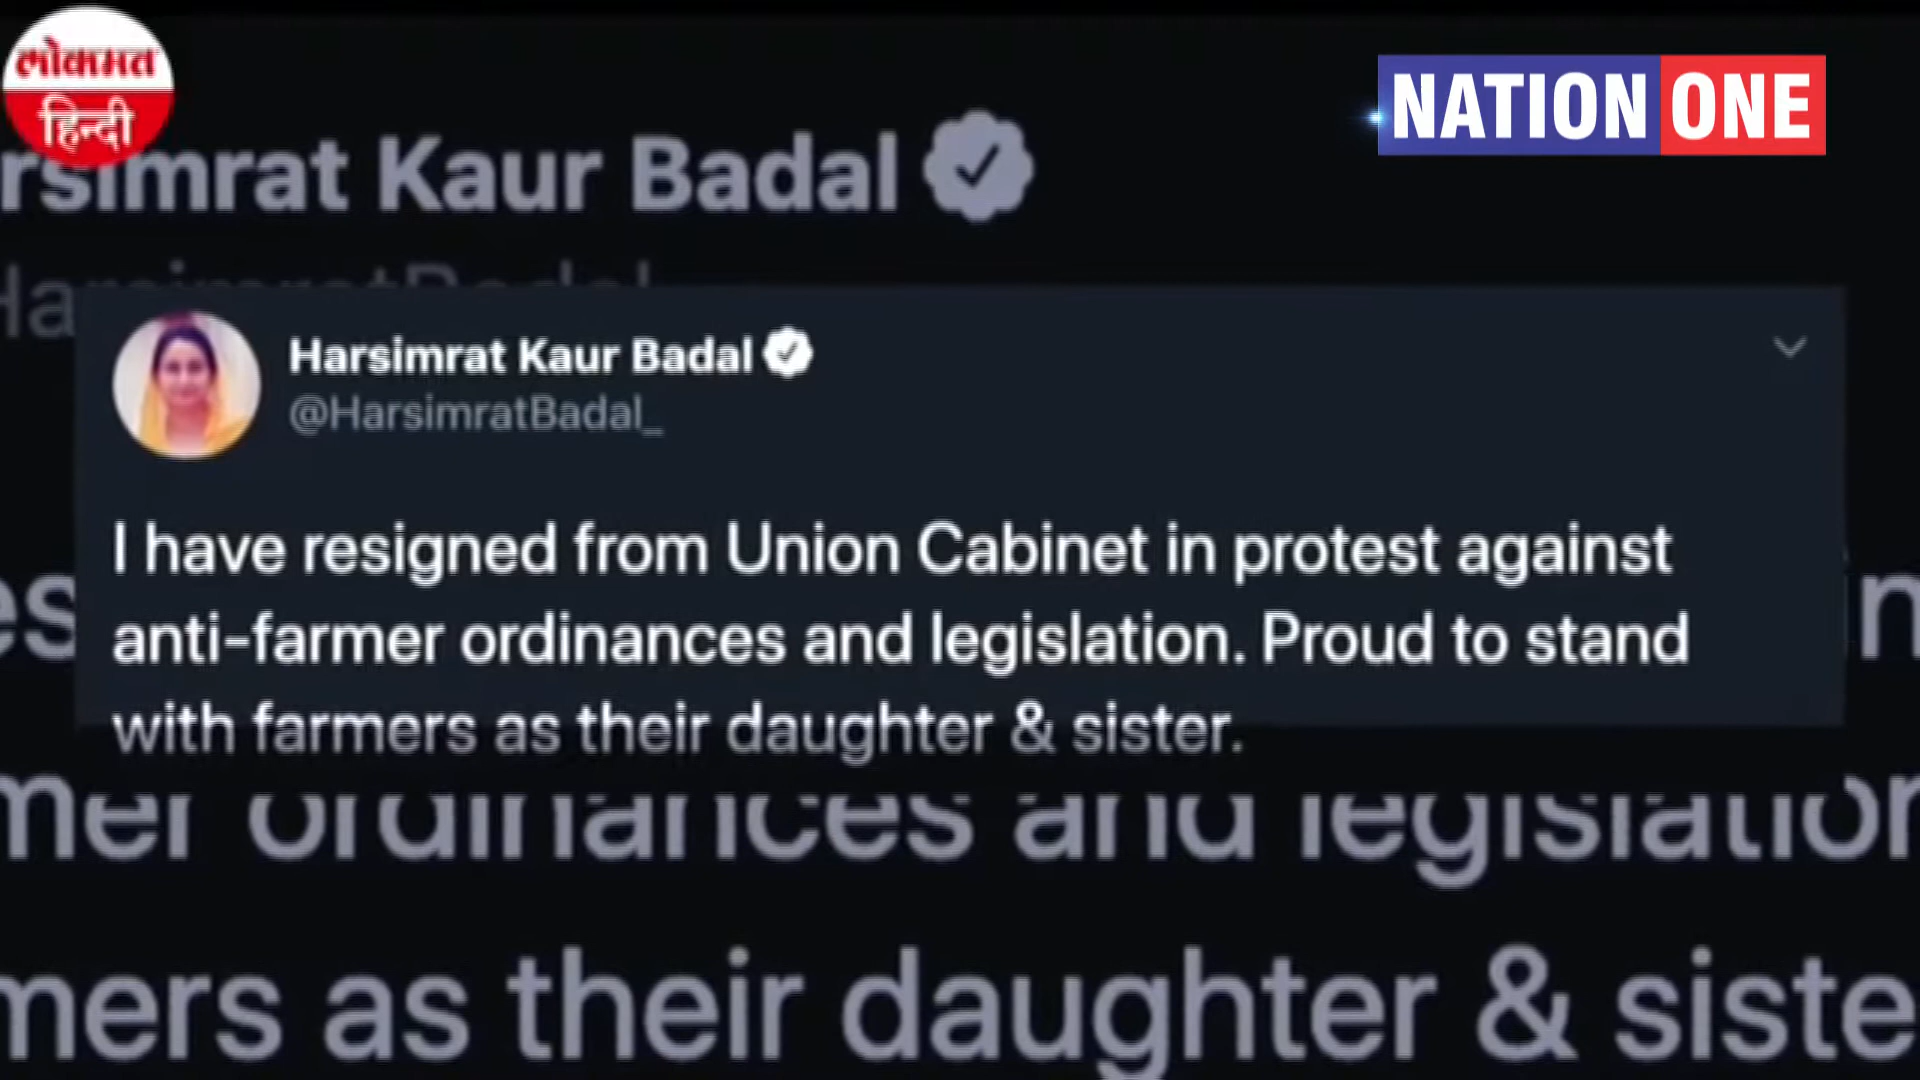 लोकमत
हिन्दी
NATION ONE
rsimrat Kaur Badal
Harsimrat Kaur Badal
@HarsimratBadal_
I have resigned from Union Cabinet in protest against
anti-farmer ordinances and legislation. Proud to stand
with farmers as their daughter & sister.
mer ordinances and legislation
mers as their daughter & siste